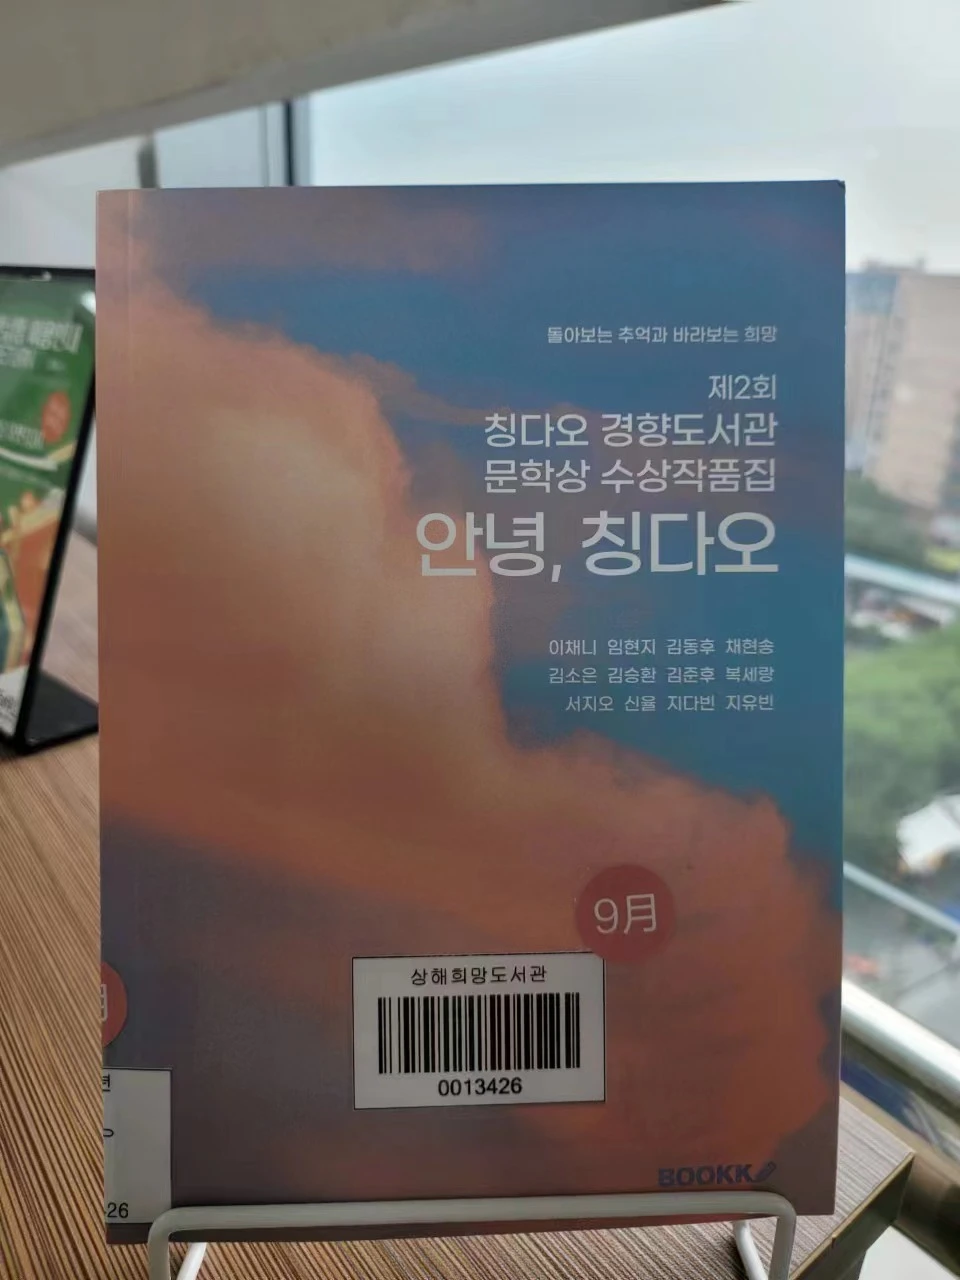 돌아보는 추억과 바라보는 희망
제2회
칭다오 경향도서관
문학상 수상작품집
안녕, 칭다오
이채니 임현지 김동후 채현송
김소은 김승환 김준후 복세랑
서지오 신율 지다빈 지유빈
9月
상해희망도서관
0013426
BOOKK
月
26